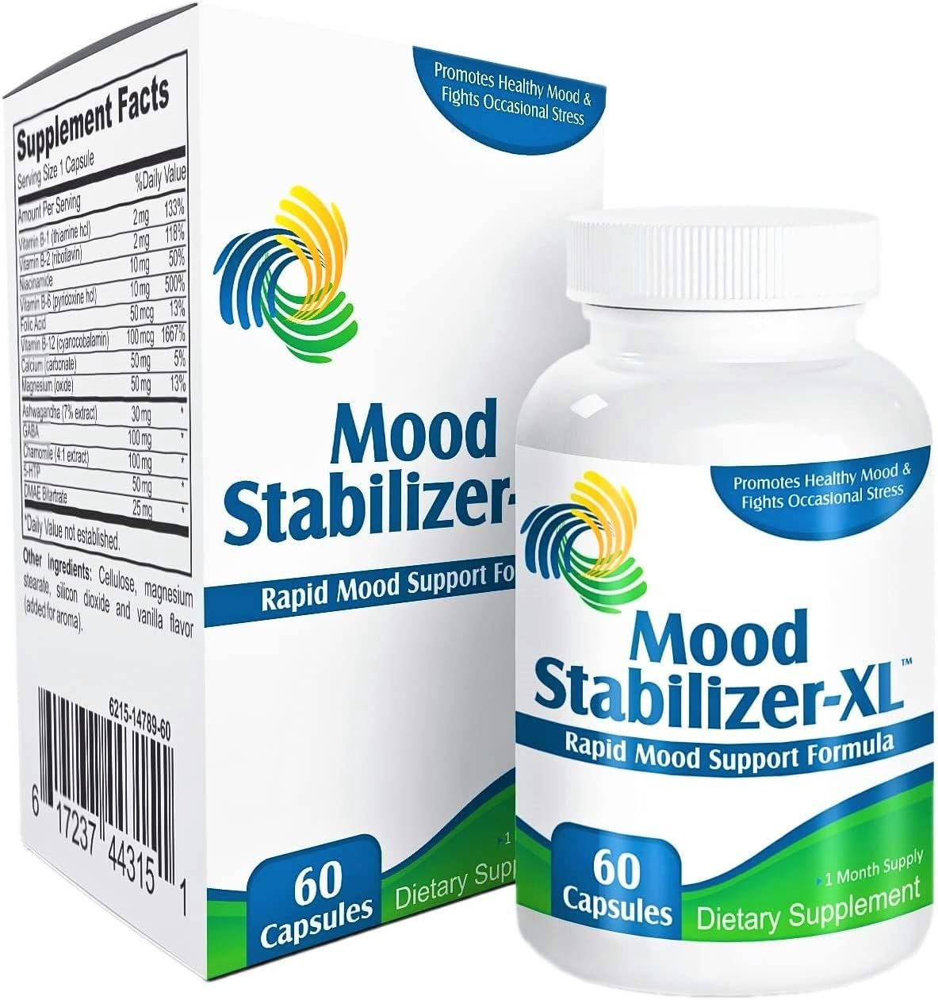 Supplement Facts
Serving Size 1 Capsule
Amount Per Serving %Daily Value
Vitamin B-1 (thiamine hcl) 2 mg 133%
Vitamin B-2 (riboflavin) 2 mg 118%
Niacinamide 10 mg 50%
Vitamin B-6 (pyridoxine hcl) 10 mg 500%
Folic Acid 50 mcg 13%
Vitamin B-12 (cyanocobalamin) 100 mcg 1667%
Calcium (carbonate) 50 mg 5%
Magnesium (oxide) 50 mg 13%
Ashwagandha (7% extract) 30 mg *
GABA 100 mg *
Chamomile (4:1 extract) 100 mg *
5-HTP 50 mg *
DMAE Bitartrate 25 mg *
*Daily Value not established.
Other Ingredients: Cellulose, magnesium
stearate, silicon dioxide and vanilla flavor
(added for aroma).
6215-14789-60
6 17237 44315 1
Promotes Healthy Mood &
Fights Occasional Stress
Mood
Stabilizer-
Rapid Mood Support Fo
60
Capsules
1
Dietary Supp
Promotes Healthy Mood &
Fights Occasional Stress
Mood
Stabilizer-XL™
Rapid Mood Support Formula
60
Capsules
1 Month Supply
Dietary Supplement